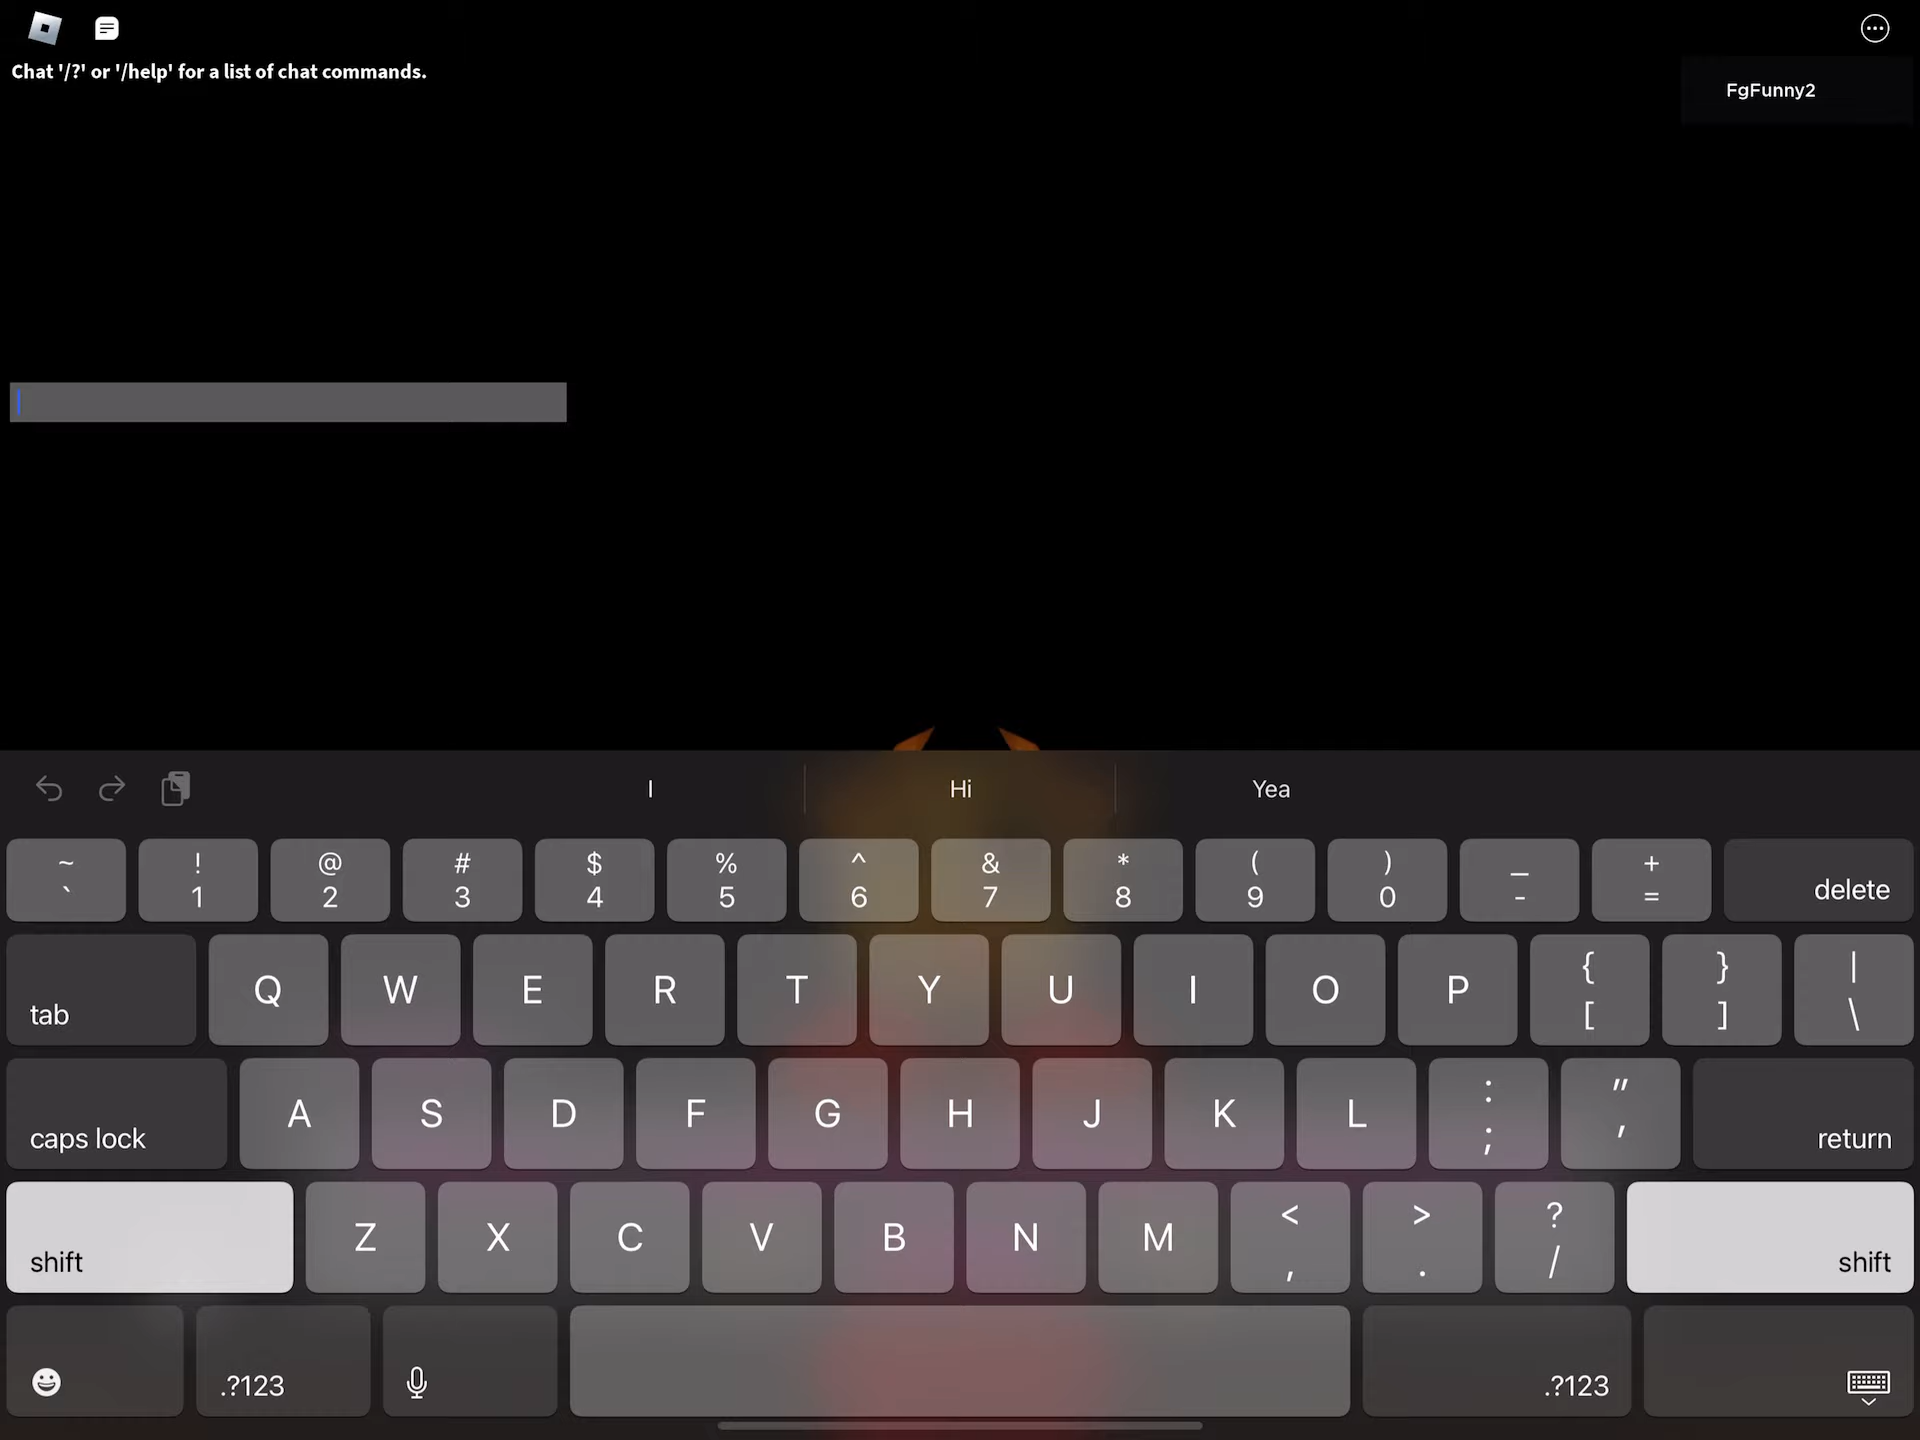 Chat '/?' or '/help' for a list of chat commands.
FgFunny2
I Hi Yea
~ ! @ # $ % ^ & * ( ) _ +
` 1 2 3 4 5 6 7 8 9 0 - = delete
tab Q W E R T Y U I O P { [ } ] | \
caps lock A S D F G H J K L : ; " ' return
shift Z X C V B N M < , > . ? / shift
.?123 .?123